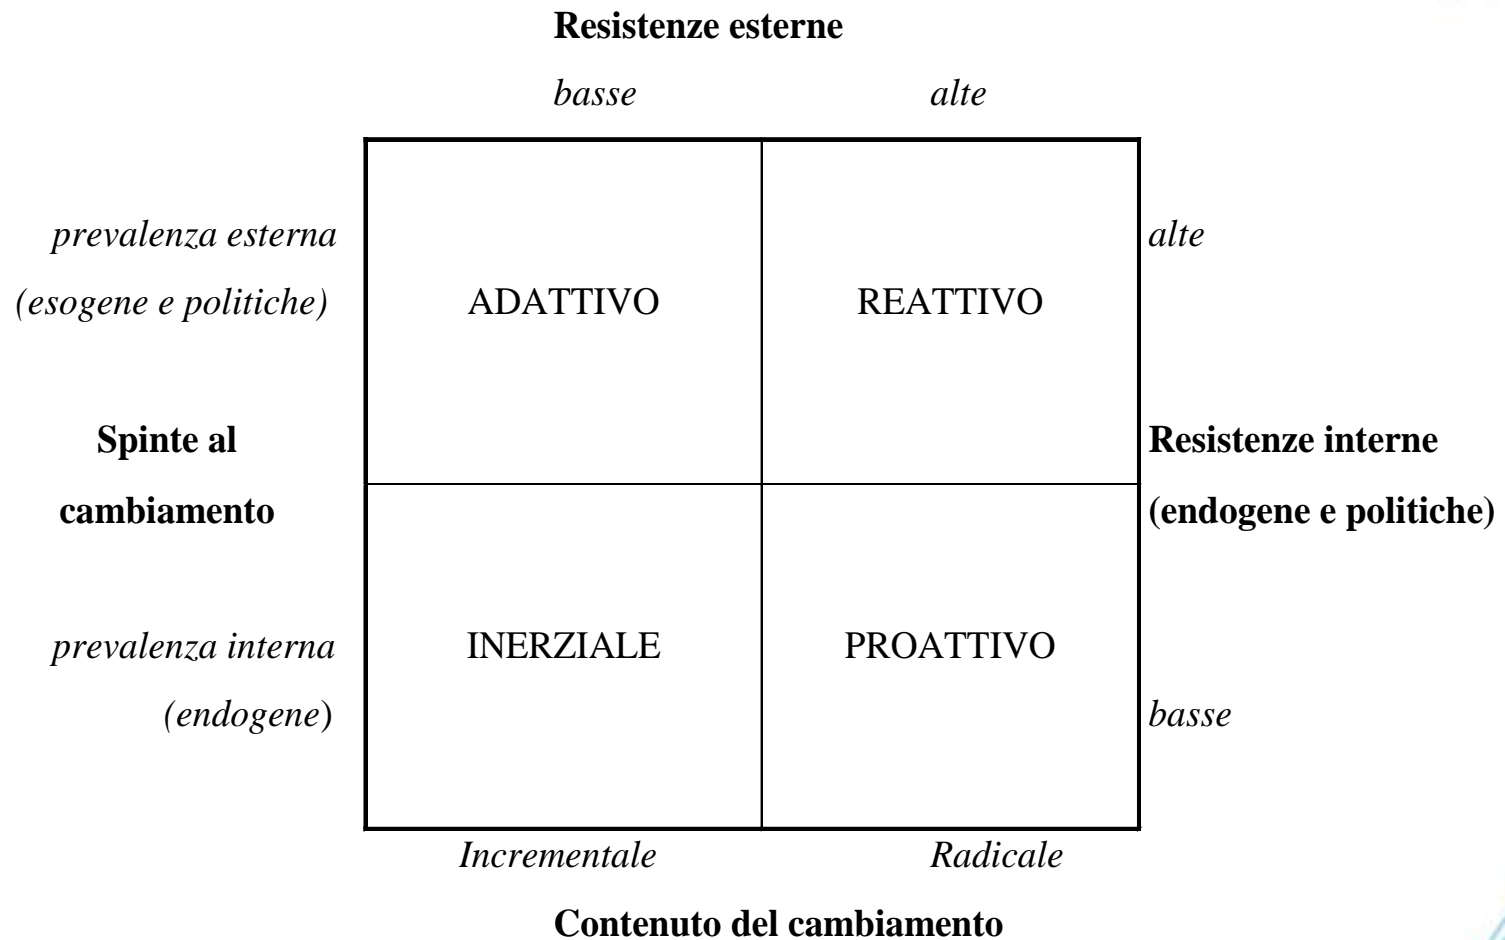 Resistenze esterne
basse alte
prevalenza esterna alte
(esogene e politiche) ADATTIVO REATTIVO
Spinte al Resistenze interne
cambiamento (endogene e politiche)
prevalenza interna INERZIALE PROATTIVO
(endogene) basse
Incrementale Radicale
Contenuto del cambiamento